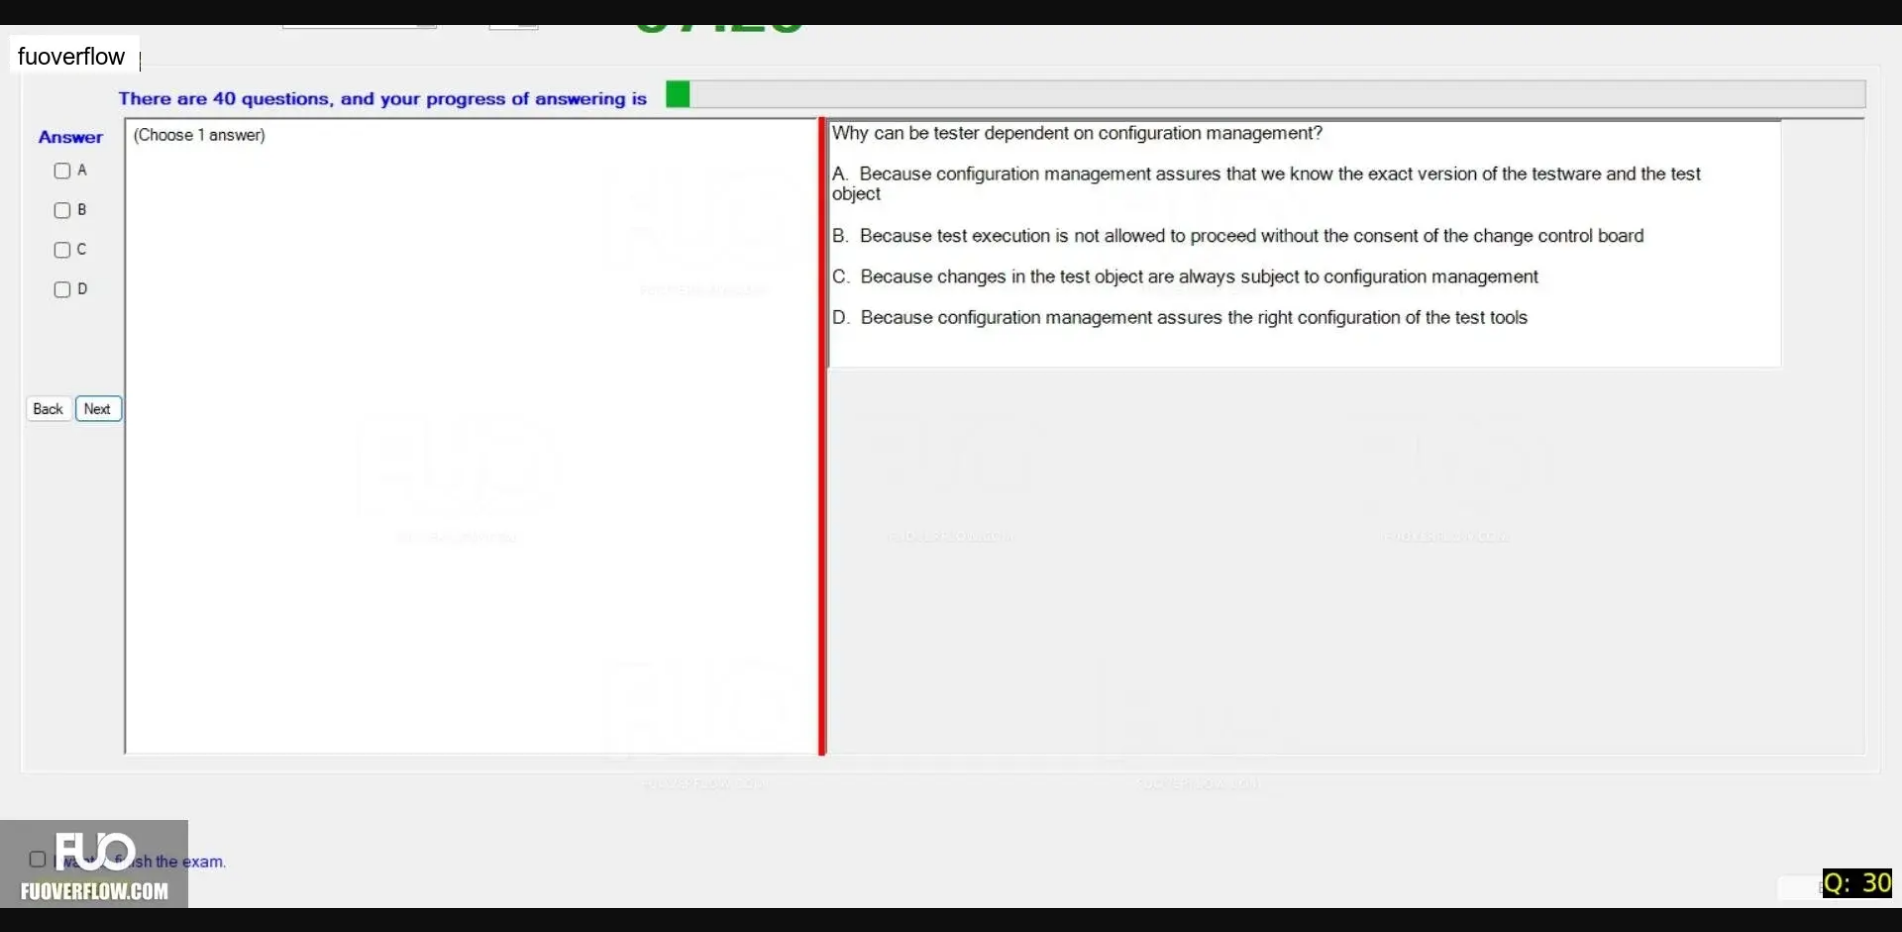 fuoverflow
There are 40 questions, and your progress of answering is
Answer
(Choose 1 answer)
A
B
C
D
Back Next
Why can be tester dependent on configuration management?
A. Because configuration management assures that we know the exact version of the testware and the test
object
B. Because test execution is not allowed to proceed without the consent of the change control board
C. Because changes in the test object are always subject to configuration management
D. Because configuration management assures the right configuration of the test tools
FUO
the exam.
FUOVERFLOW.COM
Q: 30